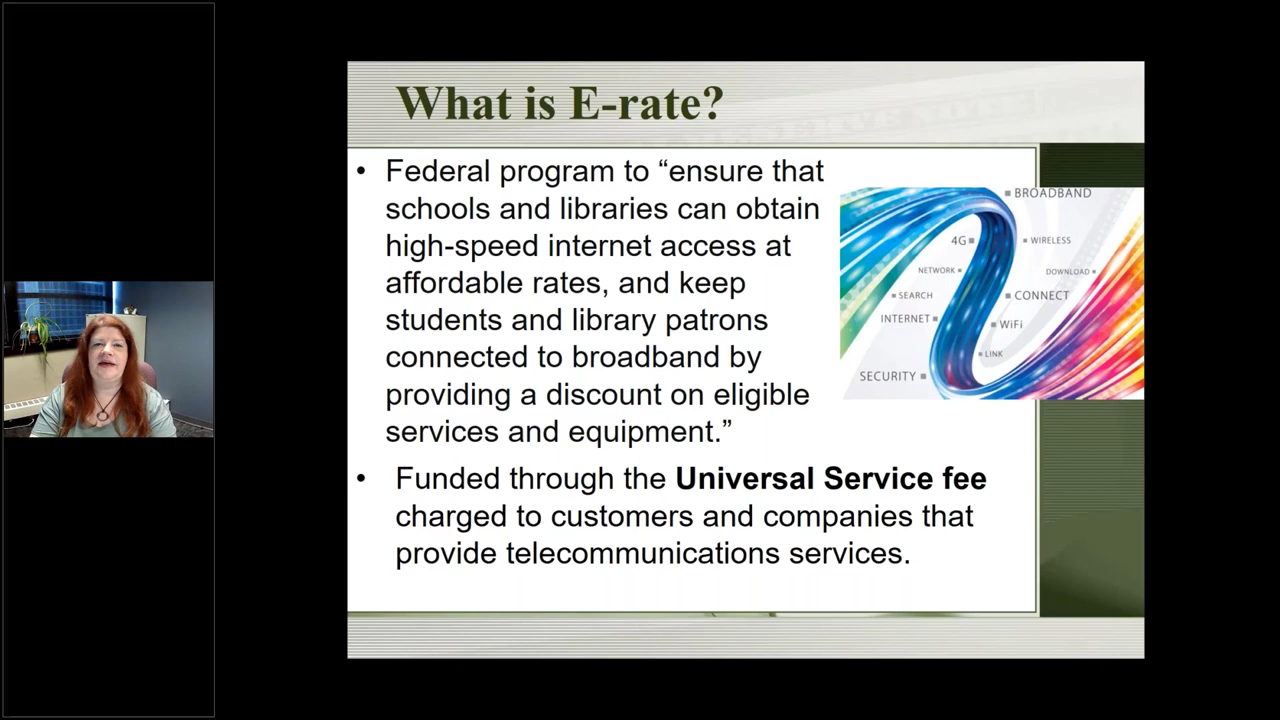 What is E-rate?
• Federal program to “ensure that
schools and libraries can obtain
high-speed internet access at
affordable rates, and keep
students and library patrons
connected to broadband by
providing a discount on eligible
services and equipment.”
• Funded through the Universal Service fee
charged to customers and companies that
provide telecommunications services.
BROADBAND
4G
WIRELESS
NETWORK
DOWNLOAD
SEARCH
CONNECT
INTERNET
WiFi
LINK
SECURITY